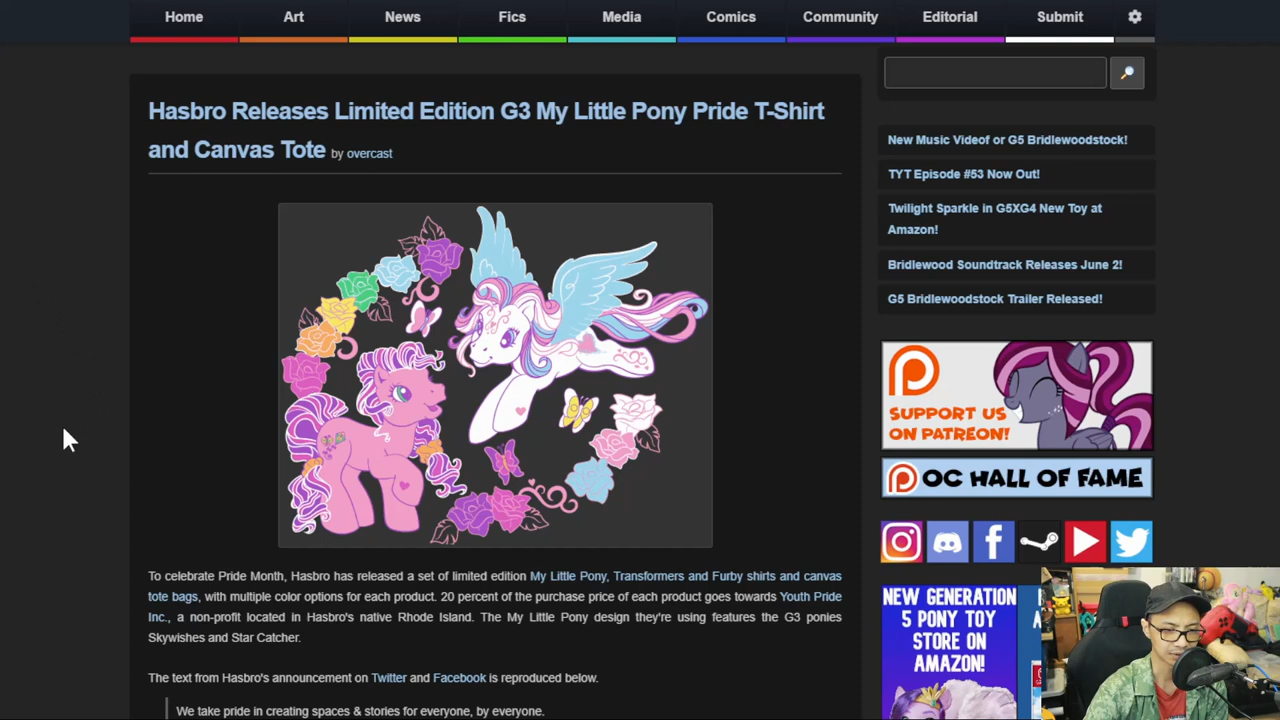 Home Art News Fics Media Comics Community Editorial Submit
Hasbro Releases Limited Edition G3 My Little Pony Pride T-Shirt
and Canvas Tote by overcast
To celebrate Pride Month, Hasbro has released a set of limited edition My Little Pony, Transformers and Furby shirts and canvas
tote bags, with multiple color options for each product. 20 percent of the purchase price of each product goes towards Youth Pride
Inc., a non-profit located in Hasbro's native Rhode Island. The My Little Pony design they're using features the G3 ponies
Skywishes and Star Catcher.
The text from Hasbro's announcement on Twitter and Facebook is reproduced below.
We take pride in creating spaces & stories for everyone, by everyone.
New Music Videof or G5 Bridlewoodstock!
TYT Episode #53 Now Out!
Twilight Sparkle in G5XG4 New Toy at
Amazon!
Bridlewood Soundtrack Releases June 2!
G5 Bridlewoodstock Trailer Released!
SUPPORT US
ON PATREON!
OC HALL OF FAME
NEW GENERATION
5 PONY TOY
STORE ON
AMAZON!